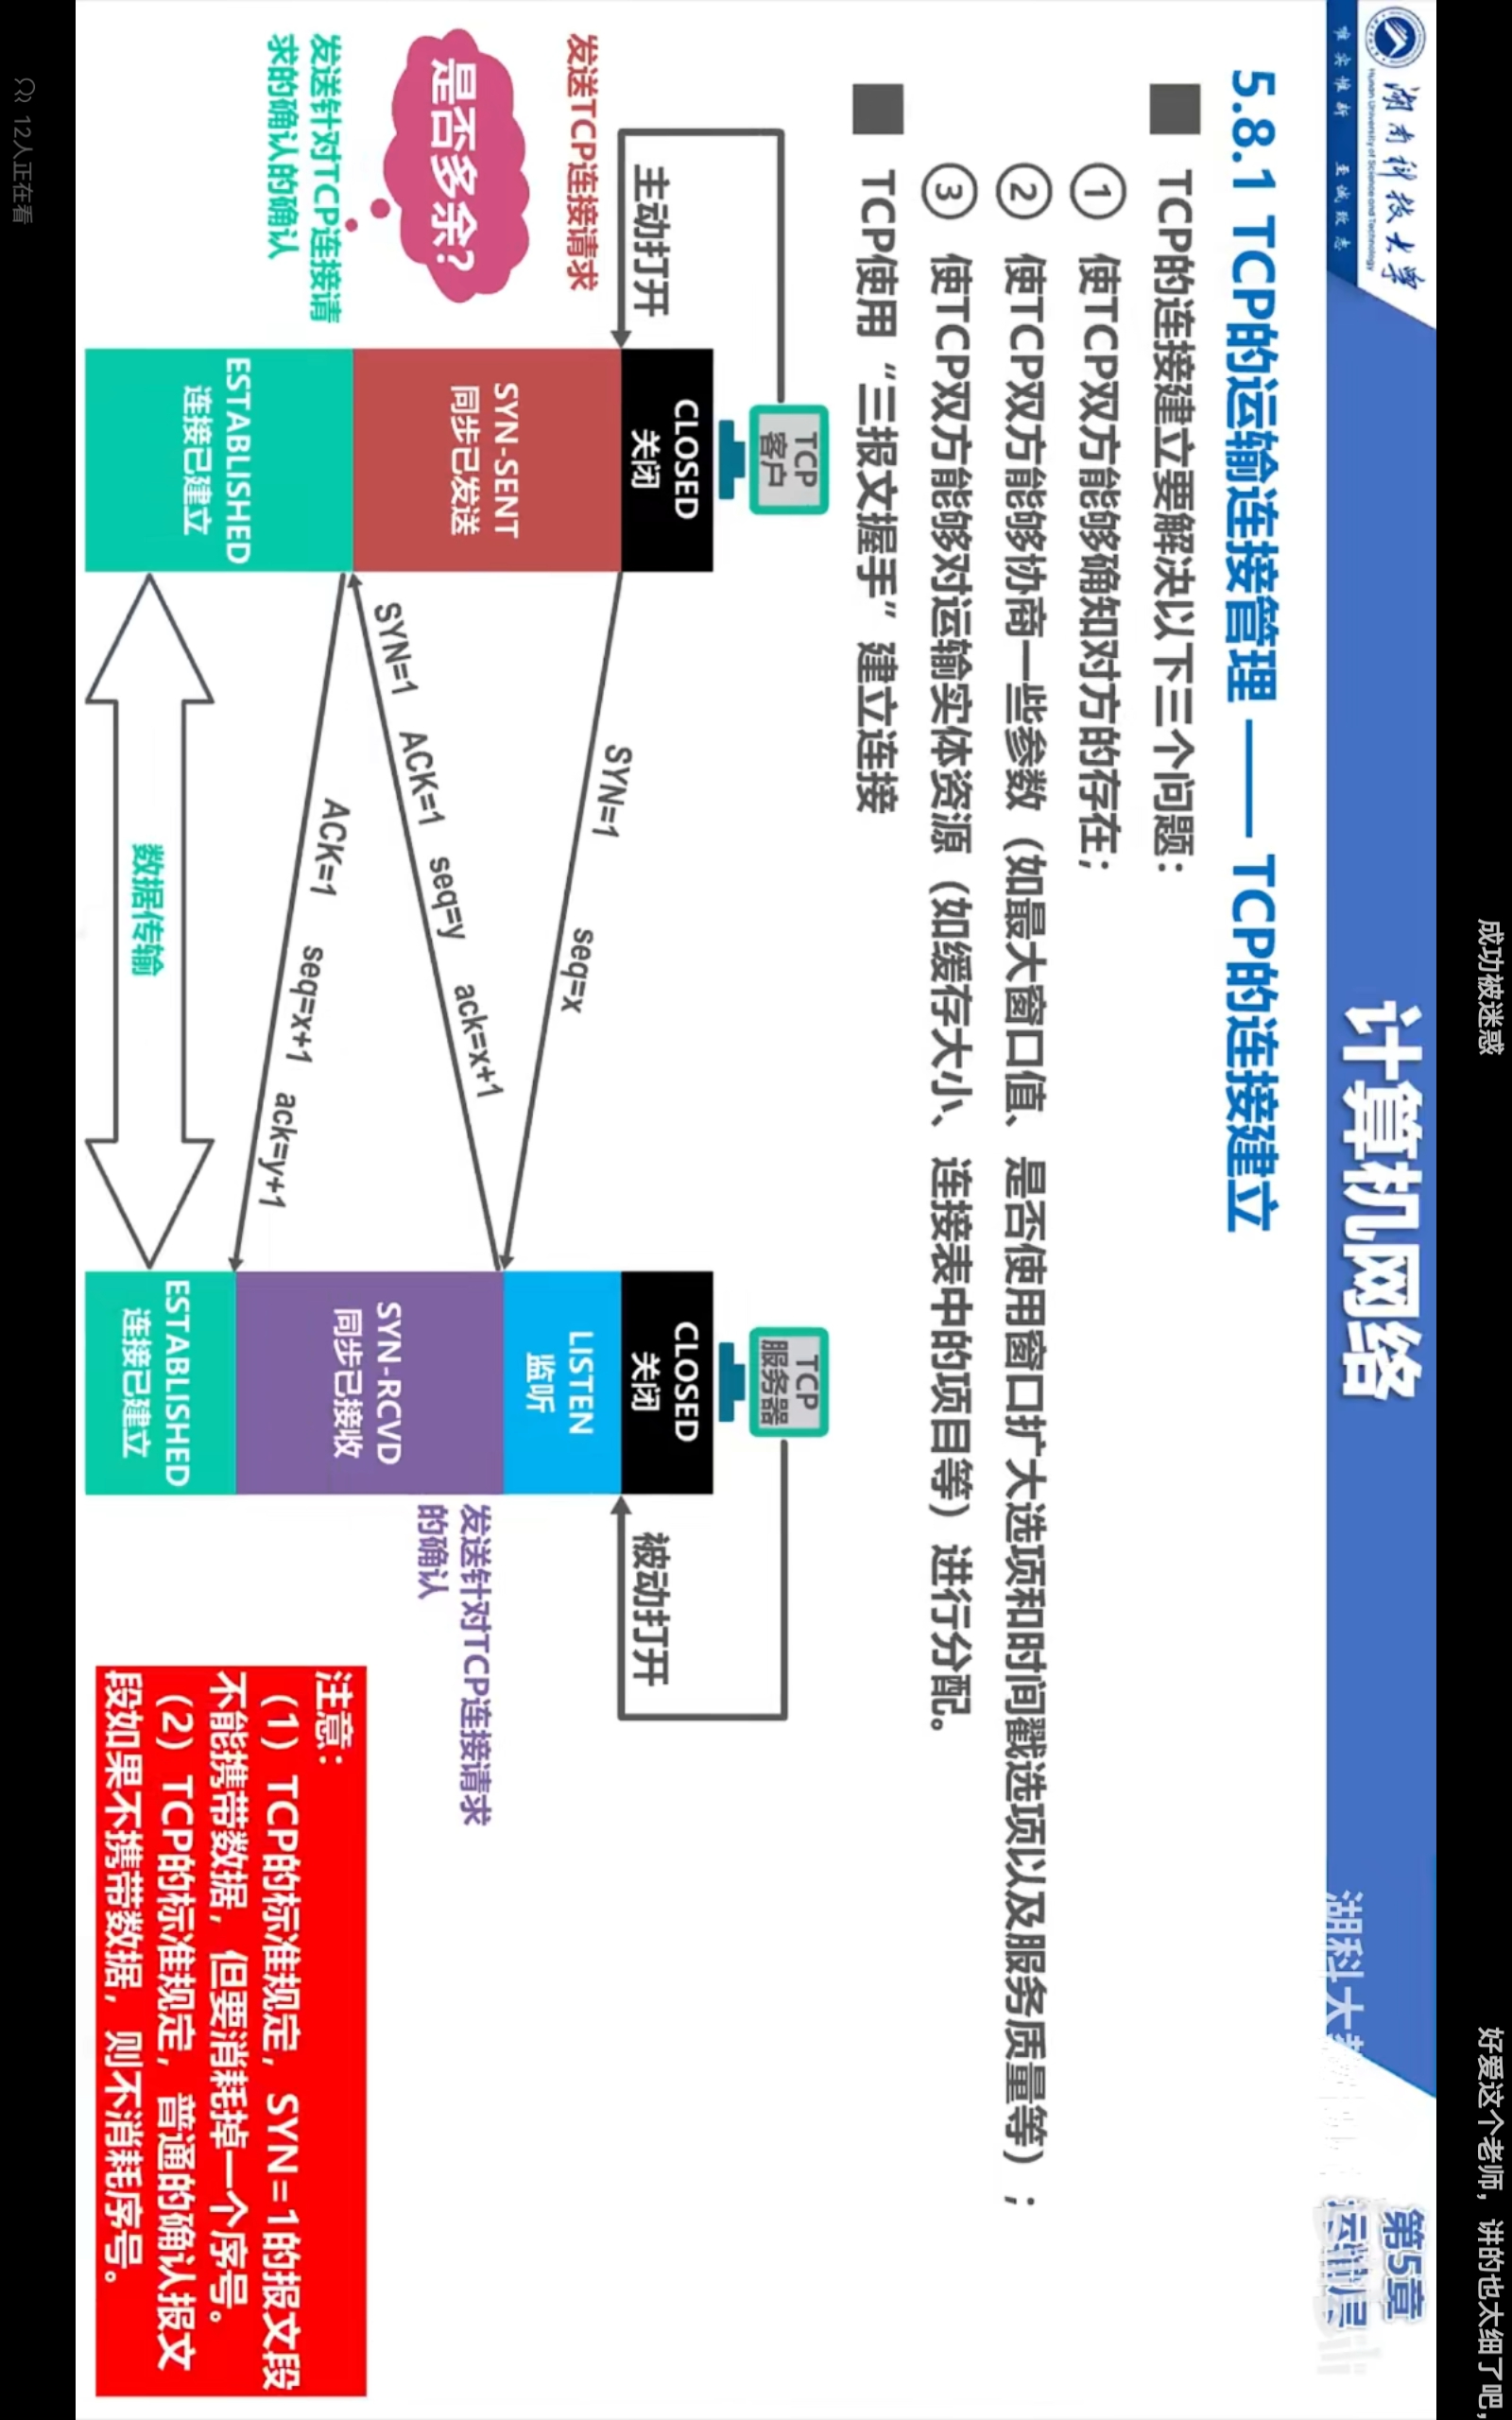 成功被迷惑
好爱这个老师，讲的也太细了吧，
湖南科技大学
Hunan University of Science and Technology
唯实惟新 至诚致志
计算机网络
第5章
运输层
5.8.1 TCP的运输连接管理 —— TCP的连接建立
TCP的连接建立要解决以下三个问题：
① 使TCP双方能够确知对方的存在；
② 使TCP双方能够协商一些参数（如最大窗口值、是否使用窗口扩大选项和时间戳选项以及服务质量等）；
③ 使TCP双方能够对运输实体资源（如缓存大小、连接表中的项目等）进行分配。
TCP使用“三报文握手”建立连接
TCP
客户
TCP
服务器
主动打开
被动打开
CLOSED
关闭
CLOSED
关闭
发送TCP连接请求
SYN=1 seq=x
LISTEN
监听
SYN-SENT
同步已发送
是否多余？
SYN=1 ACK=1 seq=y ack=x+1
发送针对TCP连接请求
的确认
SYN-RCVD
同步已接收
发送针对TCP连接请
求的确认的确认
ACK=1 seq=x+1 ack=y+1
ESTABLISHED
连接已建立
ESTABLISHED
连接已建立
数据传输
注意：
（1）TCP的标准规定，SYN=1的报文段
不能携带数据，但要消耗掉一个序号。
（2）TCP的标准规定，普通的确认报文
段如果不携带数据，则不消耗序号。
12人正在看